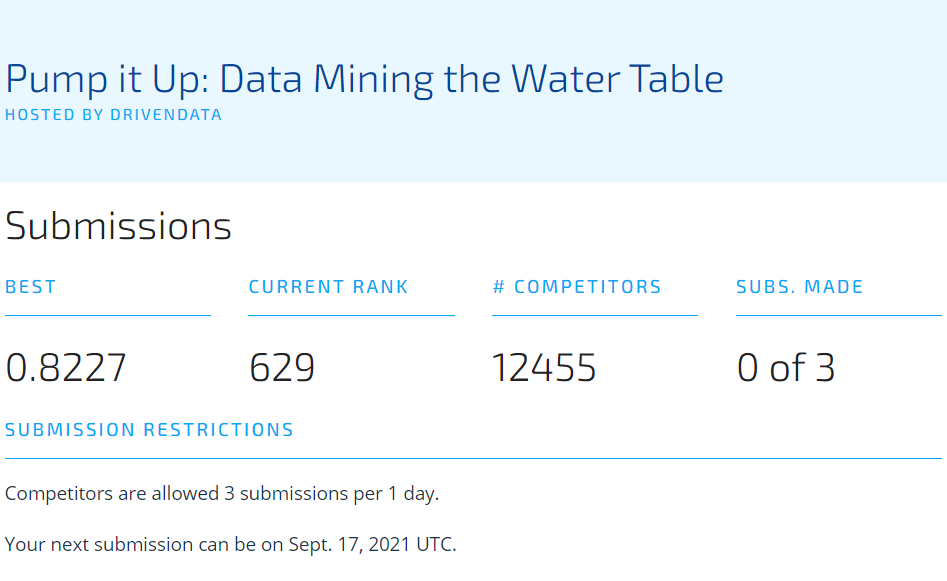 Pump it Up: Data Mining the Water Table
HOSTED BY DRIVENDATA
Submissions
BEST CURRENT RANK # COMPETITORS SUBS. MADE
0.8227 629 12455 0 of 3
SUBMISSION RESTRICTIONS
Competitors are allowed 3 submissions per 1 day.
Your next submission can be on Sept. 17, 2021 UTC.